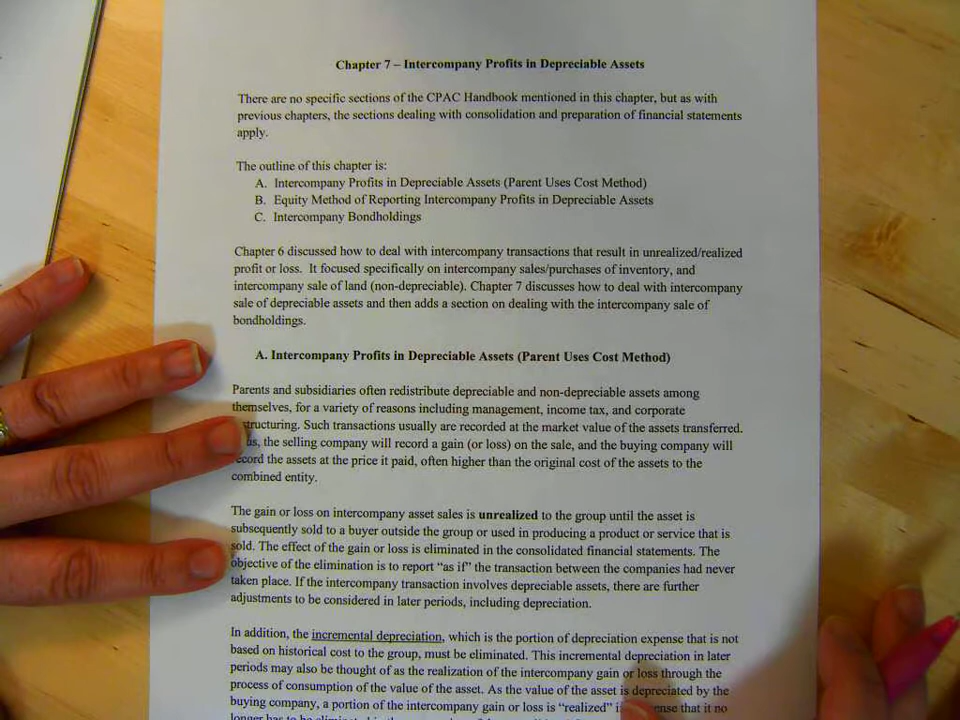 Chapter 7 – Intercompany Profits in Depreciable Assets
There are no specific sections of the CPAC Handbook mentioned in this chapter, but as with
previous chapters, the sections dealing with consolidation and preparation of financial statements
apply.
The outline of this chapter is:
A. Intercompany Profits in Depreciable Assets (Parent Uses Cost Method)
B. Equity Method of Reporting Intercompany Profits in Depreciable Assets
C. Intercompany Bondholdings
Chapter 6 discussed how to deal with intercompany transactions that result in unrealized/realized
profit or loss. It focused specifically on intercompany sales/purchases of inventory, and
intercompany sale of land (non-depreciable). Chapter 7 discusses how to deal with intercompany
sale of depreciable assets and then adds a section on dealing with the intercompany sale of
bondholdings.
A. Intercompany Profits in Depreciable Assets (Parent Uses Cost Method)
Parents and subsidiaries often redistribute depreciable and non-depreciable assets among
themselves, for a variety of reasons including management, income tax, and corporate
structuring. Such transactions usually are recorded at the market value of the assets transferred.
the selling company will record a gain (or loss) on the sale, and the buying company will
record the assets at the price it paid, often higher than the original cost of the assets to the
combined entity.
The gain or loss on intercompany asset sales is unrealized to the group until the asset is
subsequently sold to a buyer outside the group or used in producing a product or service that is
sold. The effect of the gain or loss is eliminated in the consolidated financial statements. The
objective of the elimination is to report “as if” the transaction between the companies had never
taken place. If the intercompany transaction involves depreciable assets, there are further
adjustments to be considered in later periods, including depreciation.
In addition, the incremental depreciation, which is the portion of depreciation expense that is not
based on historical cost to the group, must be eliminated. This incremental depreciation in later
periods may also be thought of as the realization of the intercompany gain or loss through the
process of consumption of the value of the asset. As the value of the asset is depreciated by the
buying company, a portion of the intercompany gain or loss is “realized” that it no
longer has to be eliminated